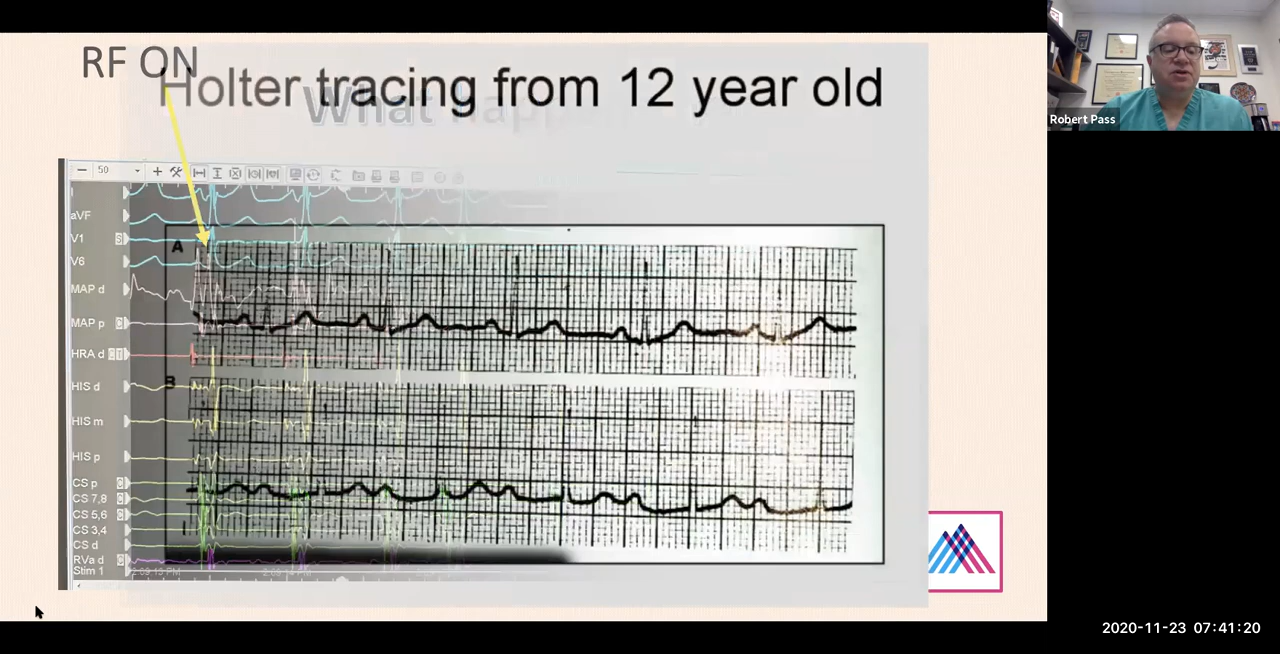 RF ON
Holter tracing from 12 year old
What happ
50
I
aVF
V1 S
V6
MAP d
MAP p C
HRA d C T
HIS d
HIS m
HIS p
CS p C
CS 7,8 C
CS 5,6 C
CS 3,4
CS d
RVa d C
Stim 1
A
B
Robert Pass
2020-11-23 07:41:20